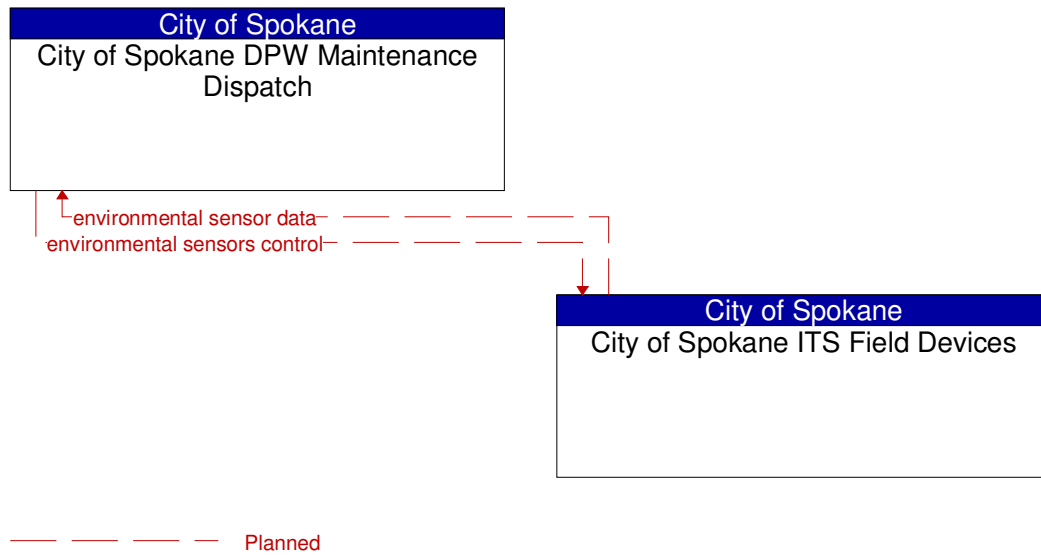 City of Spokane
City of Spokane DPW Maintenance
Dispatch
environmental sensor data
environmental sensors control
City of Spokane
City of Spokane ITS Field Devices
Planned